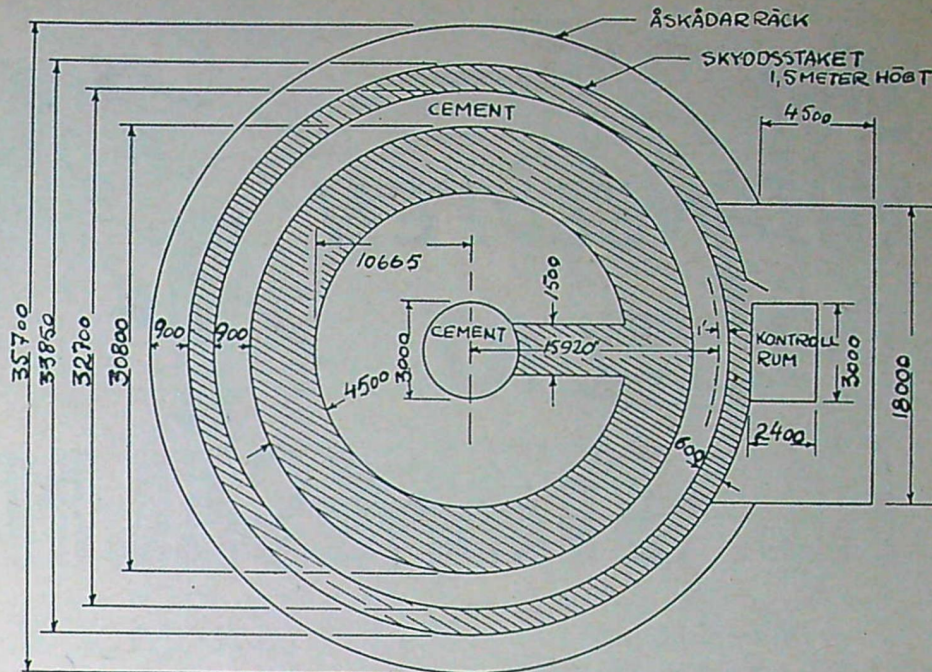 ÅSKÅDARRÄCK
SKYDDSSTAKET
1,5 METER HÖGT
CEMENT
4500
10665
1500
35700
33850
32700
30800
900
900
CEMENT
3000
15920
1'
KONTROLL
RUM
3000
18000
4500
2400
600